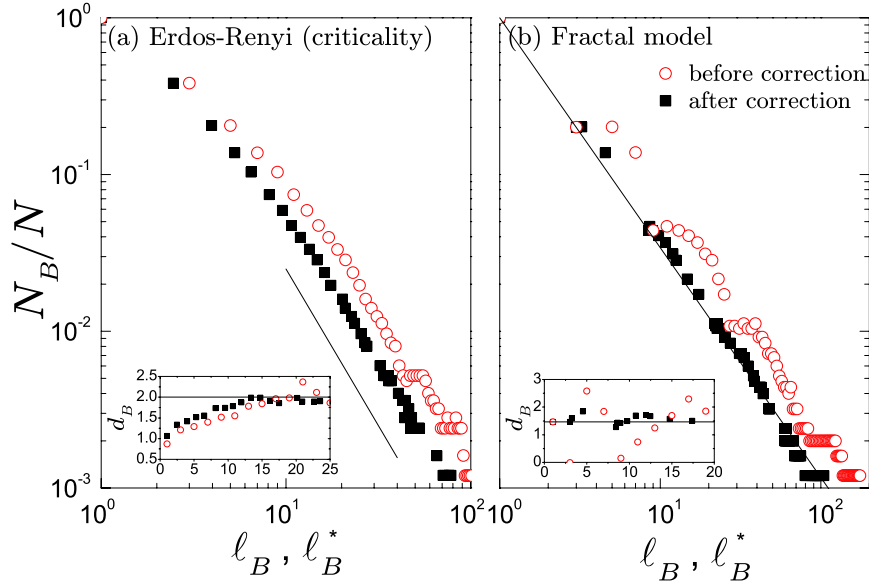 (a) Erdos-Renyi (criticality)
(b) Fractal model
before correction
after correction
10^0
10^-1
10^-2
10^-3
N_B/N
2.5
2.0
1.5
1.0
0.5
d_B
0 5 10 15 20 25
3
2
1
0
d_B
0 5 10 15 20
10^0 10^1 10^2
10^0 10^1 10^2
ℓ_B , ℓ_B^*
ℓ_B , ℓ_B^*